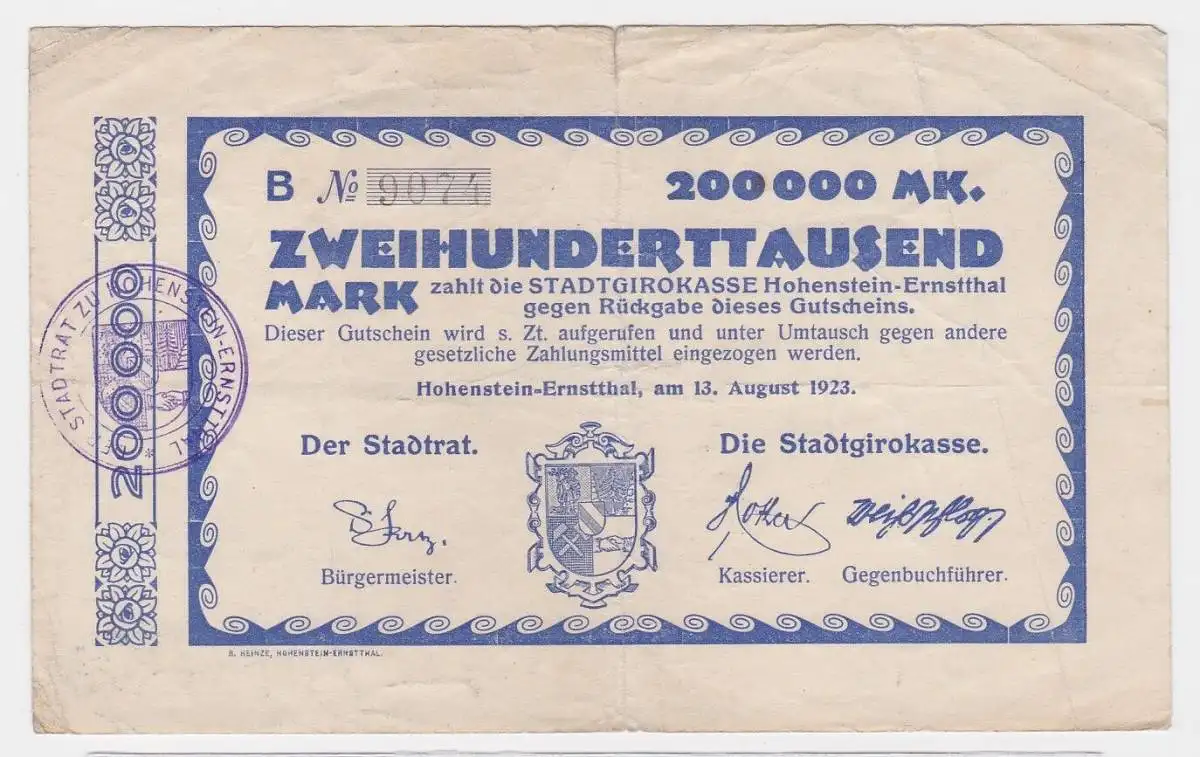 B № 9074 200000 MK.
ZWEIHUNDERTTAUSEND
MARK zahlt die STADTGIROKASSE Hohenstein-Ernstthal
gegen Rückgabe dieses Gutscheins.
Dieser Gutschein wird s. Zt. aufgerufen und unter Umtausch gegen andere
gesetzliche Zahlungsmittel eingezogen werden.
Hohenstein-Ernstthal, am 13. August 1923.
Der Stadtrat. Die Stadtgirokasse.
Bürgermeister. Kassierer. Gegenbuchführer.
B. HEINZE, HOHENSTEIN-ERNSTTHAL.
200000
STADTRAT ZU HOHENSTEIN-ERNSTTHAL